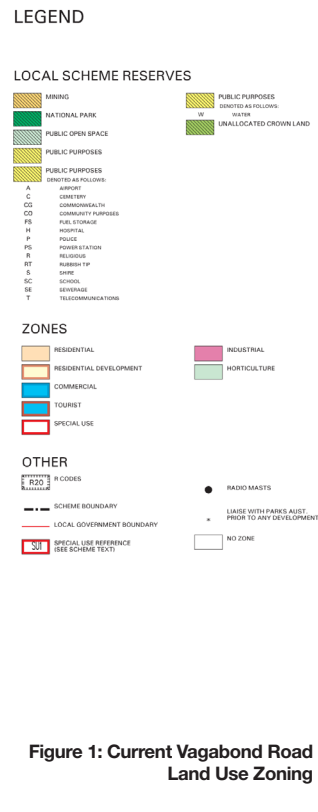 LEGEND
LOCAL SCHEME RESERVES
MINING
NATIONAL PARK
PUBLIC OPEN SPACE
PUBLIC PURPOSES
PUBLIC PURPOSES
DENOTED AS FOLLOWS:
A AIRPORT
C CEMETERY
CG COMMONWEALTH
CO COMMUNITY PURPOSES
FS FUEL STORAGE
H HOSPITAL
P POLICE
PS POWER STATION
R RELIGIOUS
RT RUBBISH TIP
S SHIRE
SC SCHOOL
SE SEWERAGE
T TELECOMMUNICATIONS
PUBLIC PURPOSES
DENOTED AS FOLLOWS:
W WATER
UNALLOCATED CROWN LAND
ZONES
RESIDENTIAL
RESIDENTIAL DEVELOPMENT
COMMERCIAL
TOURIST
SPECIAL USE
INDUSTRIAL
HORTICULTURE
OTHER
R20 R CODES
SCHEME BOUNDARY
LOCAL GOVERNMENT BOUNDARY
SU1 SPECIAL USE REFERENCE
(SEE SCHEME TEXT)
RADIO MASTS
* LIAISE WITH PARKS AUST.
PRIOR TO ANY DEVELOPMENT
NO ZONE
Figure 1: Current Vagabond Road
Land Use Zoning